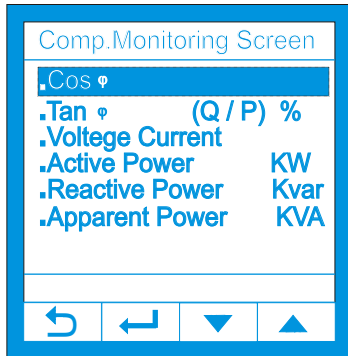 Comp.Monitoring Screen
.Cos φ
.Tan φ (Q / P) %
.Voltege Current
.Active Power KW
.Reactive Power Kvar
.Apparent Power KVA